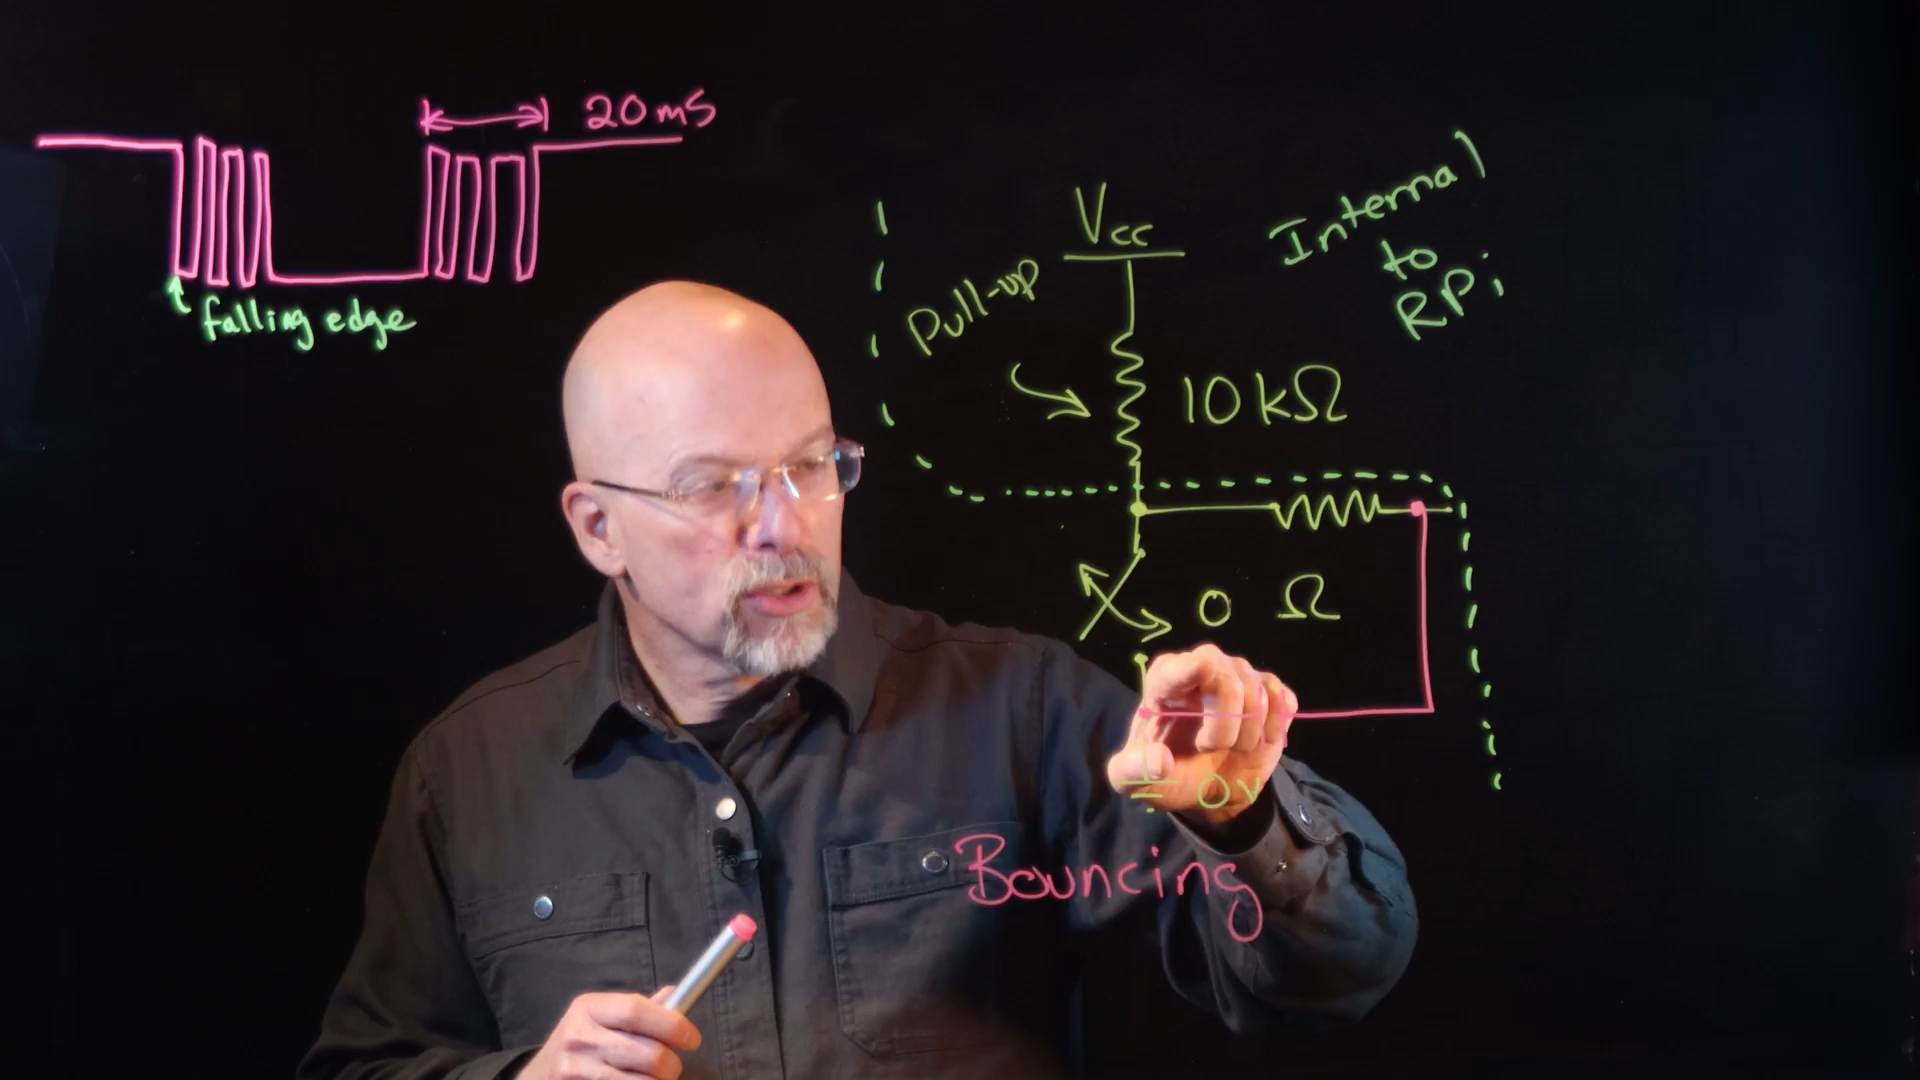 20mS
falling edge
Vcc
Pull-up
Internal
to
RPi
10kΩ
0 Ω
0v
Bouncing